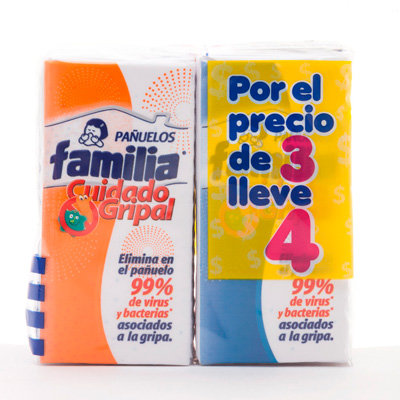 PAÑUELOS
familia
Cuidado
Gripal
Elimina en
el pañuelo
99%
de virus*
y bacterias*
asociados
a la gripa.
Por el
precio
de 3
lleve
4
99%
de virus*
y bacterias*
asociados
a la gripa.